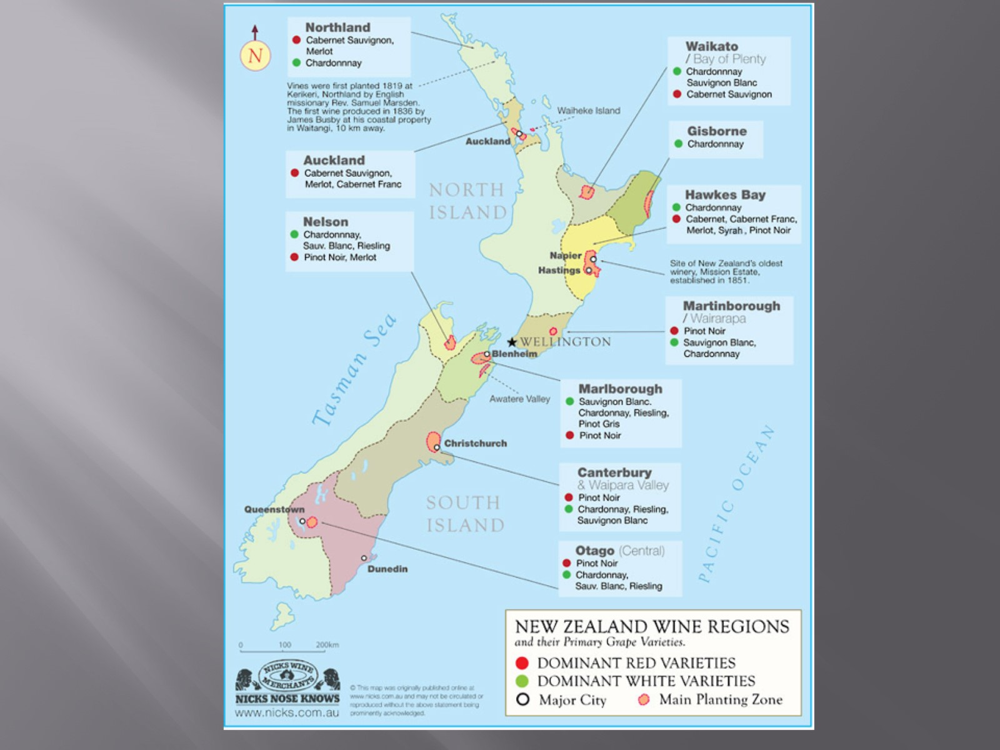 N
Northland
Cabernet Sauvignon,
Merlot
Chardonnnay
Vines were first planted 1819 at
Kerikeri, Northland by English
missionary Rev. Samuel Marsden.
The first wine produced in 1836 by
James Busby at his coastal property
in Waitangi, 10 km away.
Auckland
Cabernet Sauvignon,
Merlot, Cabernet Franc
Nelson
Chardonnnay,
Sauv. Blanc, Riesling
Pinot Noir, Merlot
Waikato
/ Bay of Plenty
Chardonnnay
Sauvignon Blanc
Cabernet Sauvignon
Waiheke Island
Auckland
Gisborne
Chardonnnay
NORTH
ISLAND
Hawkes Bay
Chardonnnay
Cabernet, Cabernet Franc,
Merlot, Syrah , Pinot Noir
Napier
Hastings
Site of New Zealand's oldest
winery, Mission Estate,
established in 1851.
Martinborough
/ Wairarapa
Pinot Noir
Sauvignon Blanc,
Chardonnnay
Tasman Sea
WELLINGTON
Blenheim
Awatere Valley
Marlborough
Sauvignon Blanc.
Chardonnay, Riesling,
Pinot Gris
Pinot Noir
Christchurch
Canterbury
& Waipara Valley
Pinot Noir
Chardonnay, Riesling,
Sauvignon Blanc
PACIFIC OCEAN
SOUTH
ISLAND
Queenstown
Dunedin
Otago (Central)
Pinot Noir
Chardonnay,
Sauv. Blanc, Riesling
0 100 200km
NICKS WINE
MERCHANTS
NICKS NOSE KNOWS
www.nicks.com.au
© This map was originally published online at
www.nicks.com.au and may not be circulated or
reproduced without the above statement being
prominently acknowledged.
NEW ZEALAND WINE REGIONS
and their Primary Grape Varieties.
DOMINANT RED VARIETIES
DOMINANT WHITE VARIETIES
Major City
Main Planting Zone